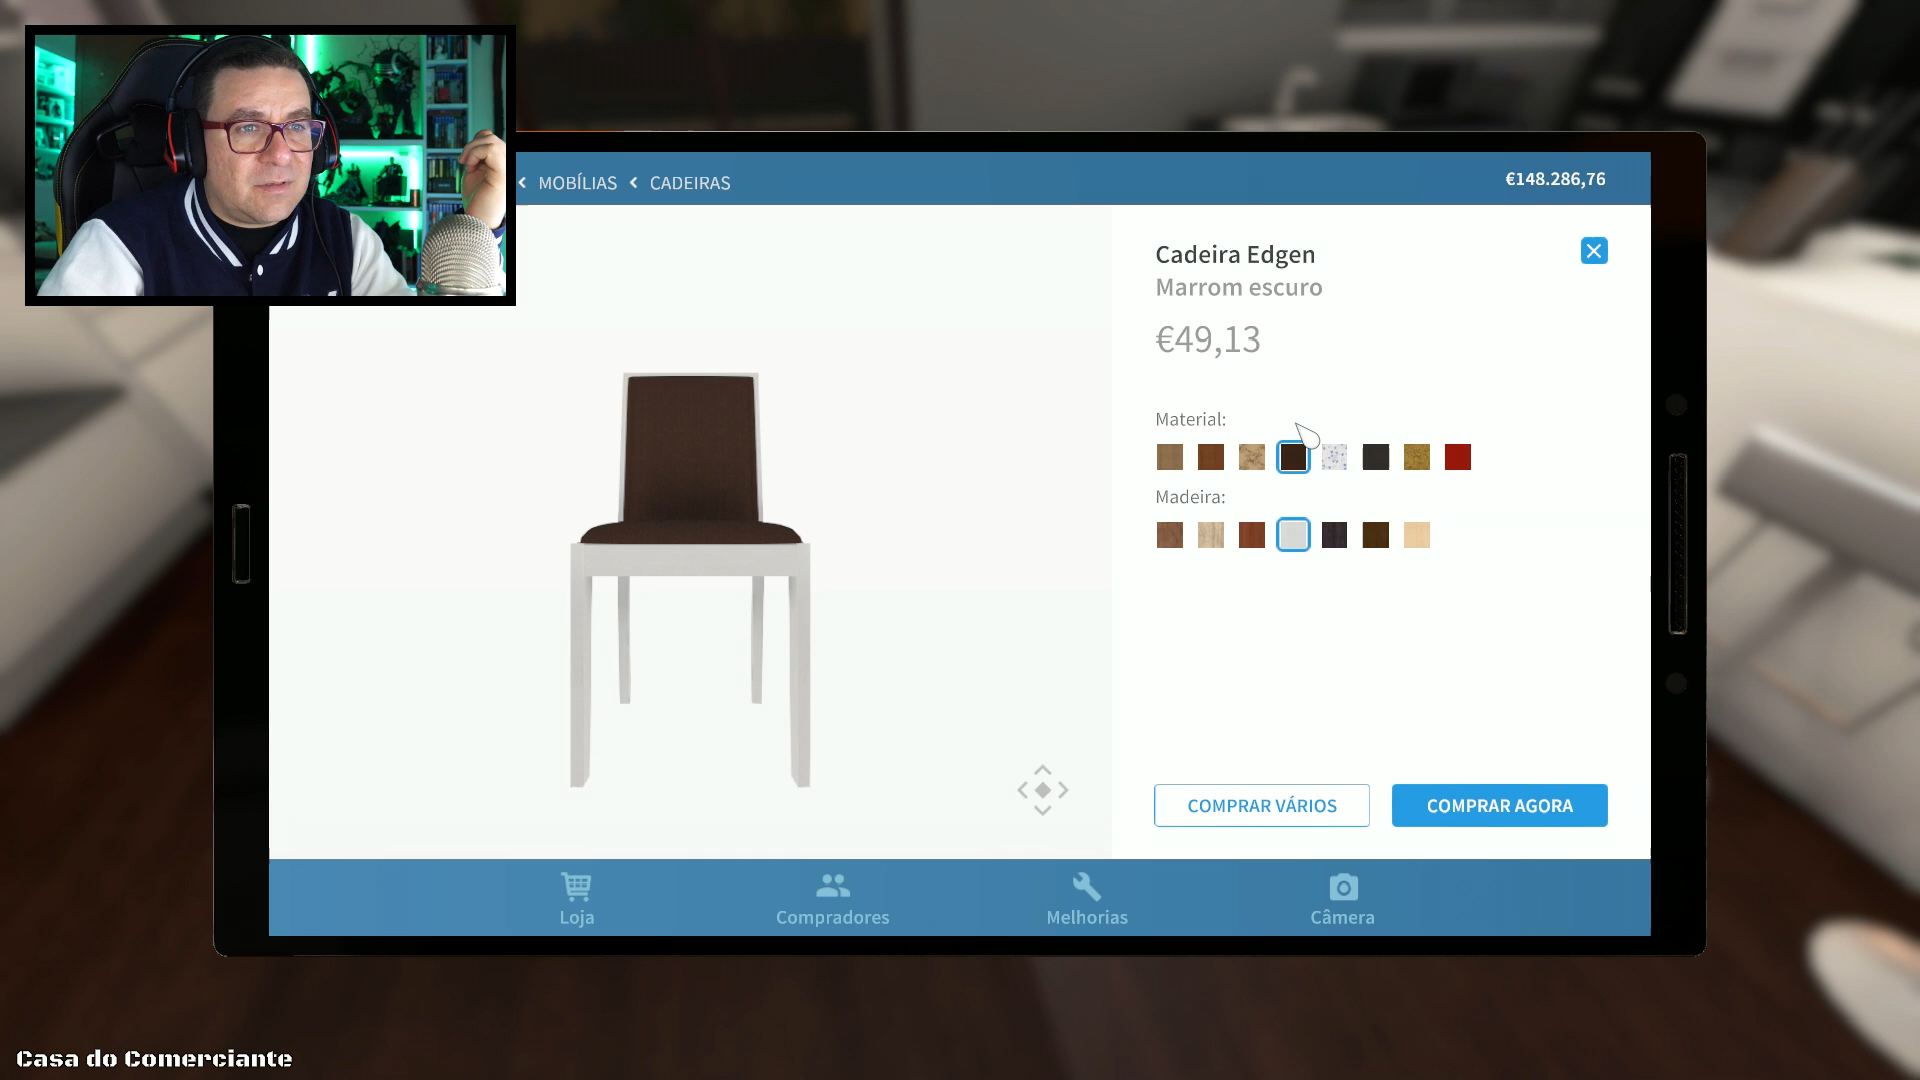 MOBÍLIAS
CADEIRAS
€148.286,76
Cadeira Edgen
Marrom escuro
€49,13
Material:
Madeira:
COMPRAR VÁRIOS
COMPRAR AGORA
Loja
Compradores
Melhorias
Câmera
Casa do Comerciante